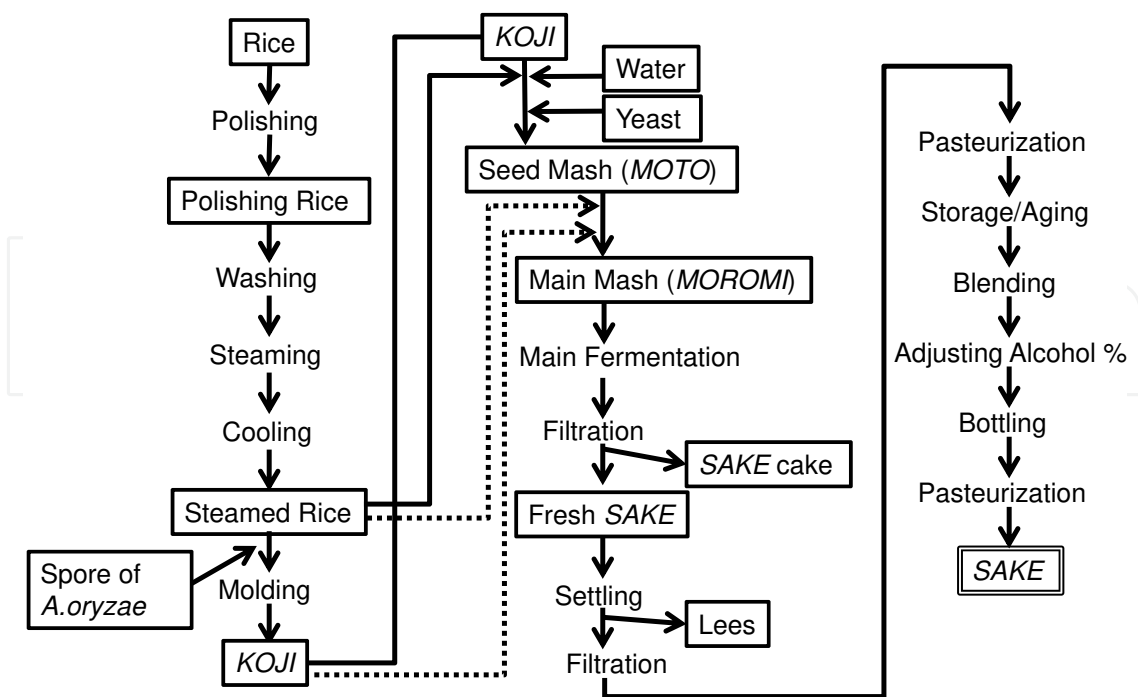 Rice
Polishing
Polishing Rice
Washing
Steaming
Cooling
Steamed Rice
Spore of
A.oryzae
Molding
KOJI
KOJI
Water
Yeast
Seed Mash (MOTO)
Main Mash (MOROMI)
Main Fermentation
Filtration
SAKE cake
Fresh SAKE
Settling
Lees
Filtration
Pasteurization
Storage/Aging
Blending
Adjusting Alcohol %
Bottling
Pasteurization
SAKE